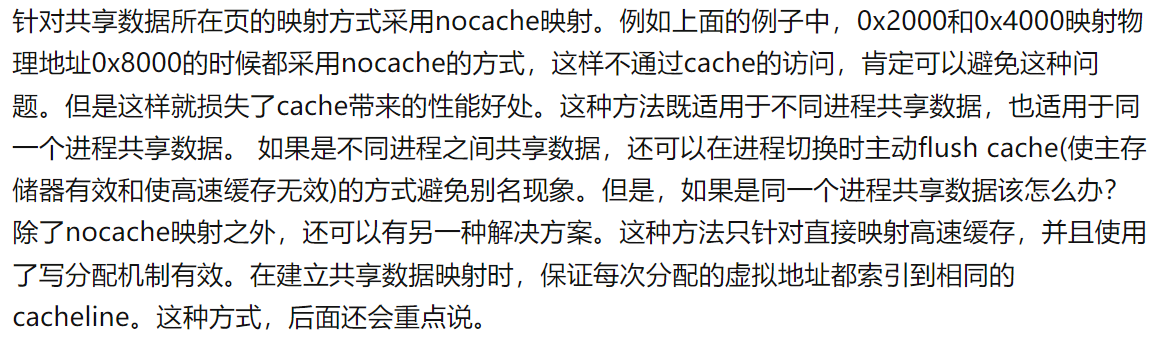 针对共享数据所在页的映射方式采用nocache映射。例如上面的例子中，0x2000和0x4000映射物
理地址0x8000的时候都采用nocache的方式，这样不通过cache的访问，肯定可以避免这种问
题。但是这样就损失了cache带来的性能好处。这种方法既适用于不同进程共享数据，也适用于同
一个进程共享数据。 如果是不同进程之间共享数据，还可以在进程切换时主动flush cache(使主存
储器有效和使高速缓存无效)的方式避免别名现象。但是，如果是同一个进程共享数据该怎么办？
除了nocache映射之外，还可以有另一种解决方案。这种方法只针对直接映射高速缓存，并且使用
了写分配机制有效。在建立共享数据映射时，保证每次分配的虚拟地址都索引到相同的
cacheline。这种方式，后面还会重点说。